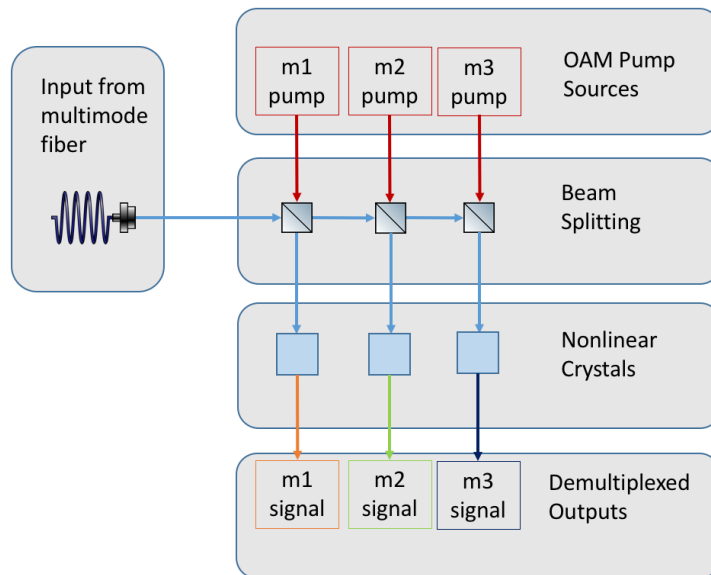 Input from
multimode
fiber
m1
pump
m2
pump
m3
pump
OAM Pump
Sources
Beam
Splitting
Nonlinear
Crystals
m1
signal
m2
signal
m3
signal
Demultiplexed
Outputs